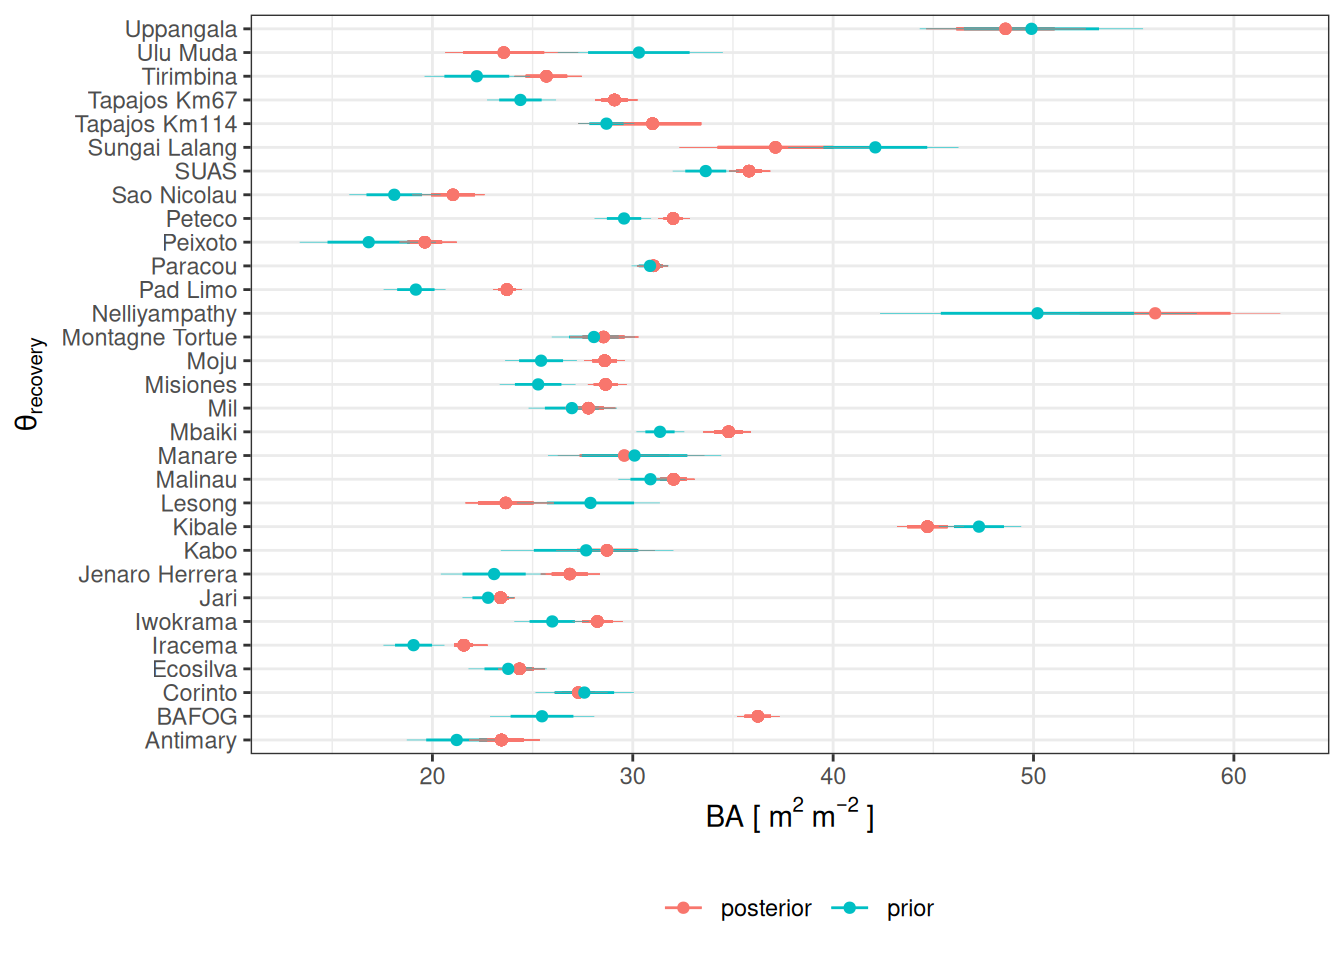 Uppangala
Ulu Muda
Tirimbina
Tapajos Km67
Tapajos Km114
Sungai Lalang
SUAS
Sao Nicolau
Peteco
Peixoto
Paracou
Pad Limo
Nelliyampathy
Montagne Tortue
Moju
Misiones
Mil
Mbaiki
Manare
Malinau
Lesong
Kibale
Kabo
Jenaro Herrera
Jari
Iwokrama
Iracema
Ecosilva
Corinto
BAFOG
Antimary
θrecovery
20 30 40 50 60
BA [ m² m⁻² ]
posterior prior